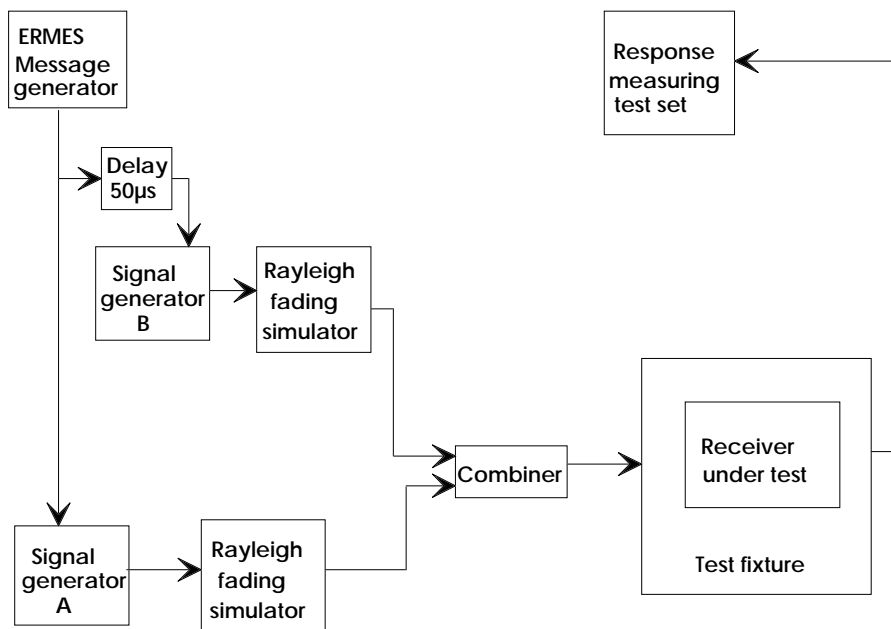 ERMES
Message
generator
Response
measuring
test set
Delay
50µs
Signal
generator
B
Rayleigh
fading
simulator
Combiner
Receiver
under test
Test fixture
Signal
generator
A
Rayleigh
fading
simulator